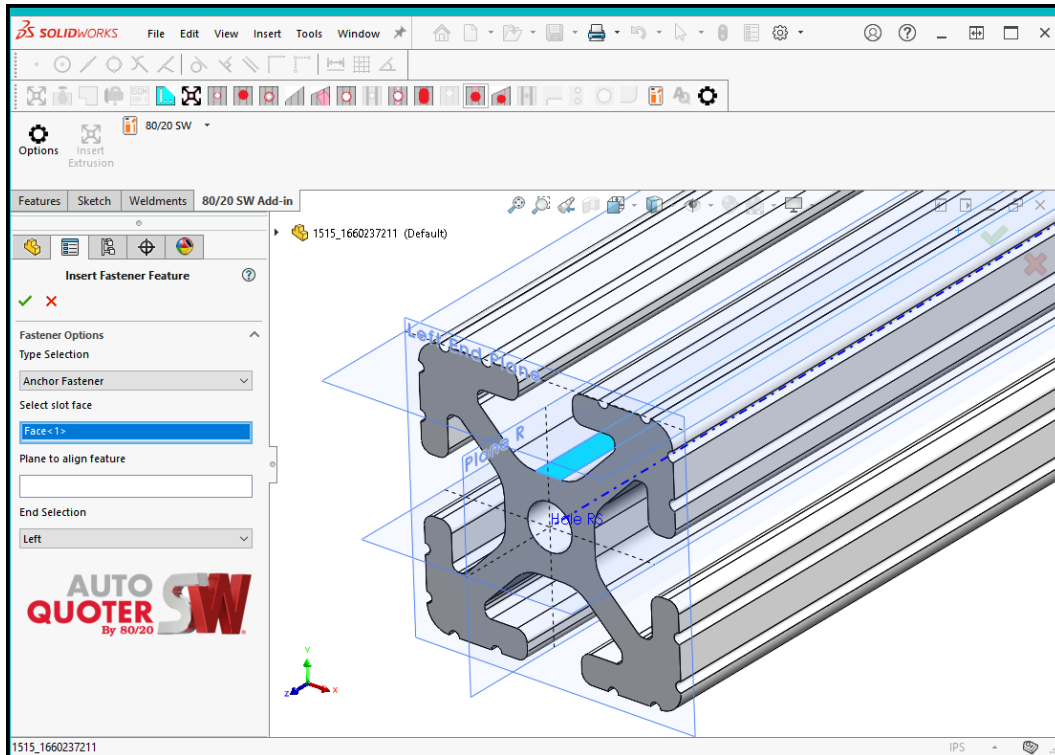 SOLIDWORKS File Edit View Insert Tools Window
80/20 SW
Options
Insert
Extrusion
Features Sketch Weldments 80/20 SW Add-in
1515_1660237211 (Default)
Insert Fastener Feature
Fastener Options
Type Selection
Anchor Fastener
Select slot face
Face<1>
Plane to align feature
End Selection
Left
AUTO
QUOTER SW
By 80/20
Left End Plane
Plane R
Hole RS
Y
X
Z
1515_1660237211 IPS